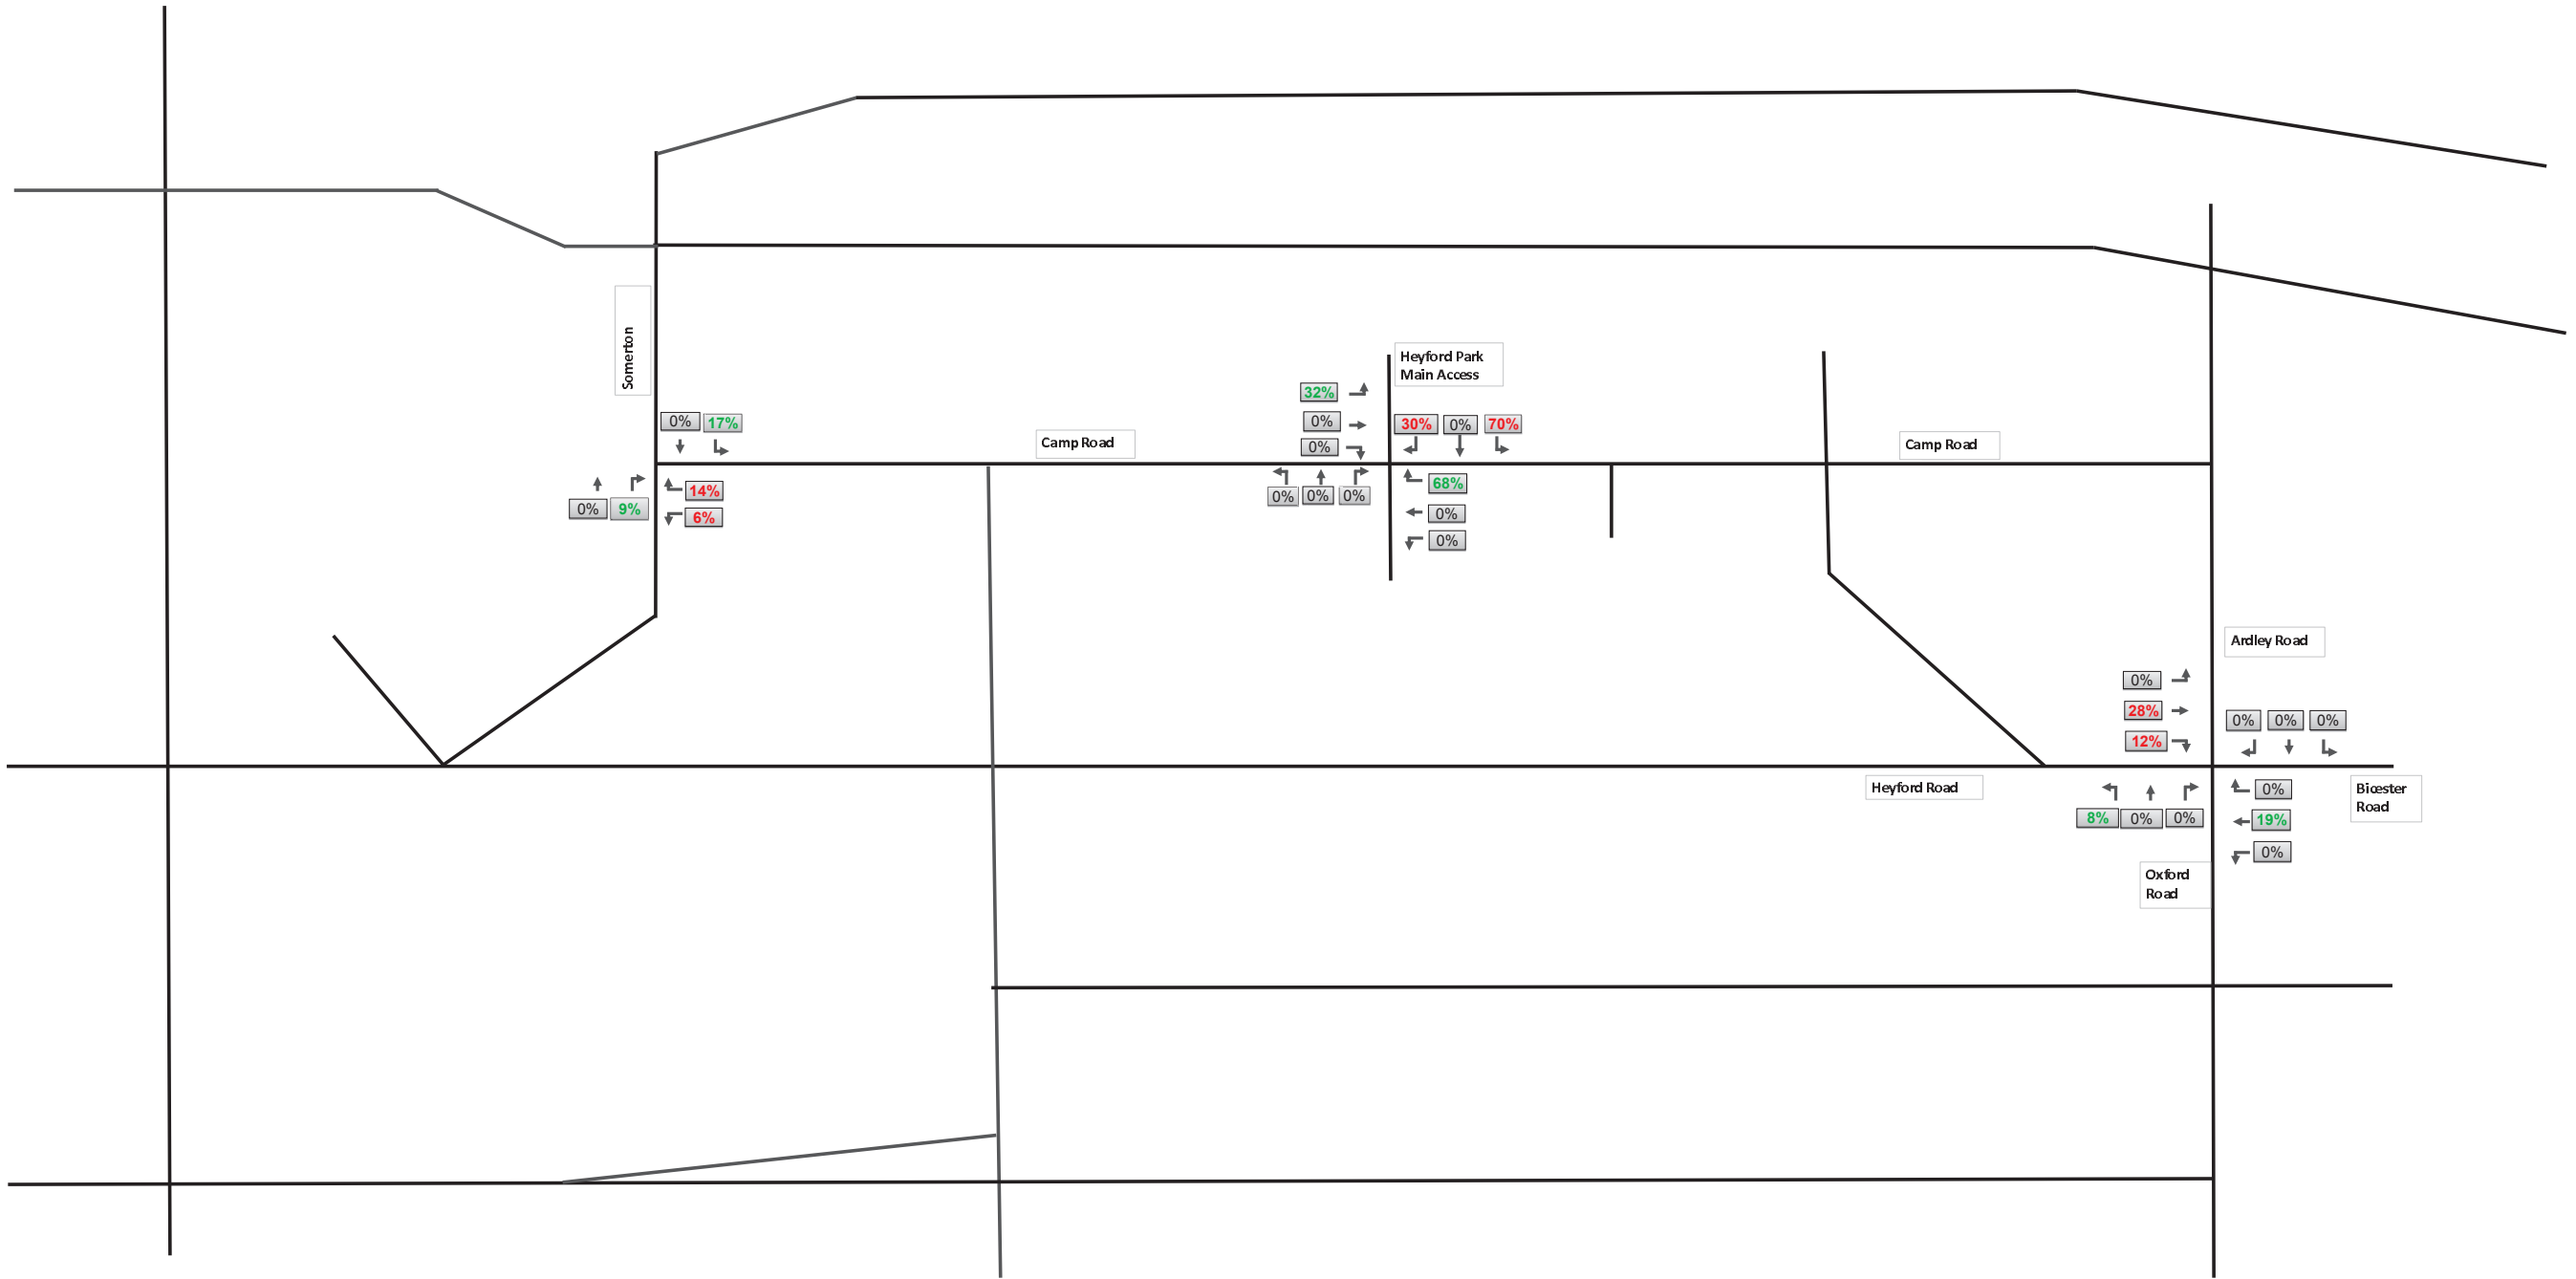 Somerton
Heyford Park
Main Access
32%
0%
0%
30% 0% 70%
0% 17%
Camp Road
Camp Road
0% 9%
14%
6%
0% 0% 0%
68%
0%
0%
Ardley Road
0%
28%
12%
0% 0% 0%
Heyford Road
8% 0% 0%
0%
19%
0%
Bicester
Road
Oxford
Road